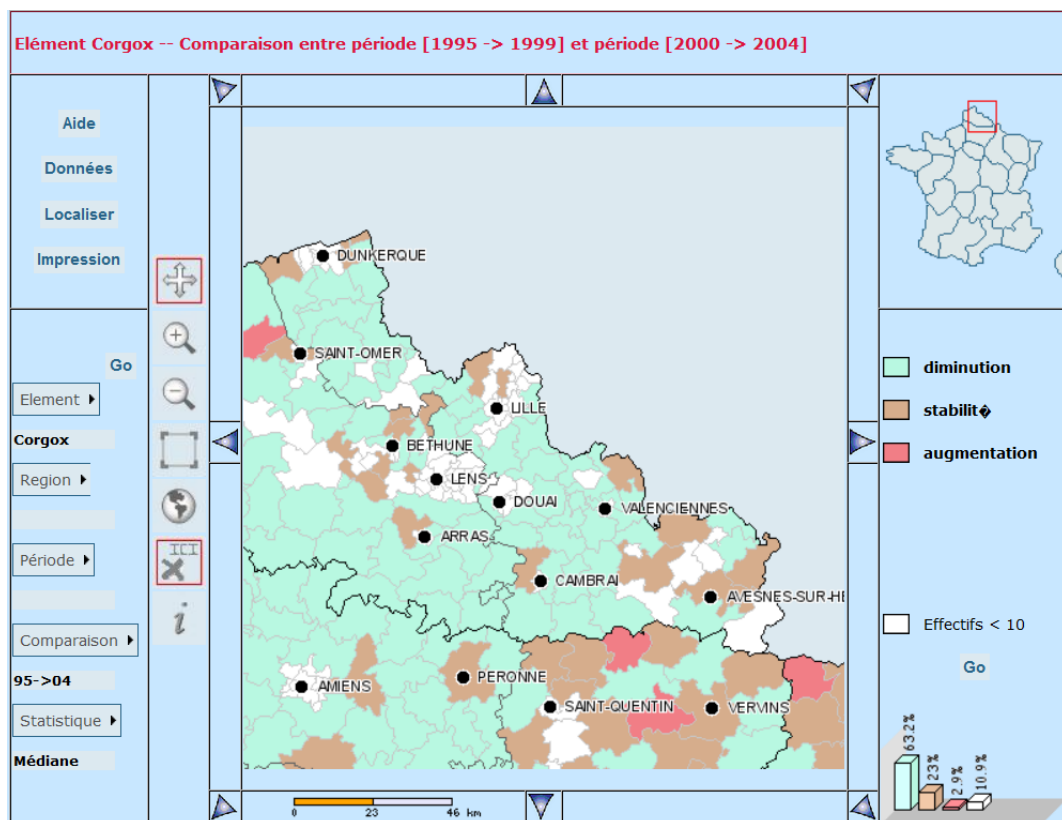 Elément Corgox -- Comparaison entre période [1995 -> 1999] et période [2000 -> 2004]
Aide
Données
Localiser
Impression
Go
Element
Corgox
Region
Période
Comparaison
95->04
Statistique
Médiane
ICI
i
DUNKERQUE
SAINT-OMER
LILLE
BETHUNE
LENS
DOUAI
VALENCIENNES
ARRAS
CAMBRAI
AVESNES-SUR-HE
PERONNE
AMIENS
SAINT-QUENTIN
VERVINS
0 23 46 km
diminution
stabilit�
augmentation
Effectifs < 10
Go
63.2%
23%
2.9%
10.9%